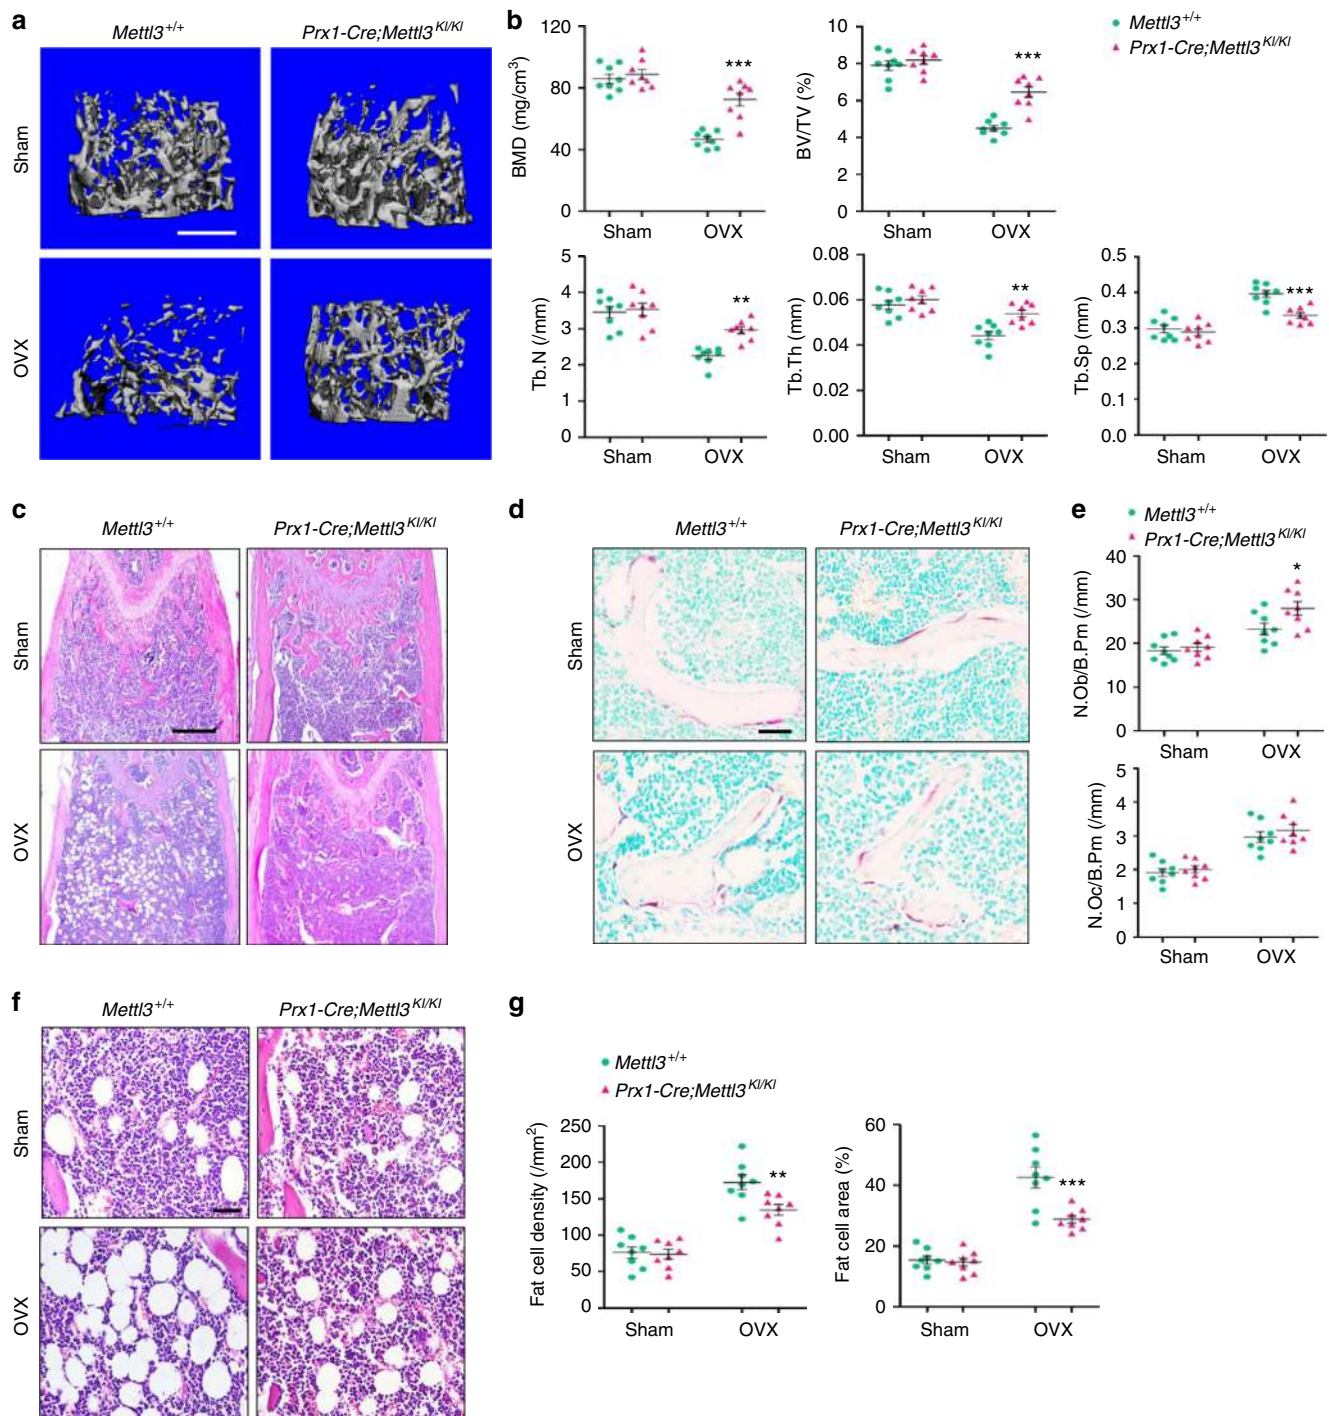 a
Mettl3+/+
Prx1-Cre;Mettl3KI/KI
Sham
OVX
b
Mettl3+/+
Prx1-Cre;Mettl3KI/KI
BMD (mg/cm3)
120
80
40
0
***
Sham
OVX
BV/TV (%)
10
8
6
4
2
0
***
Sham
OVX
Tb.N (/mm)
5
4
3
2
1
0
**
Sham
OVX
Tb.Th (mm)
0.08
0.06
0.04
0.02
0.00
**
Sham
OVX
Tb.Sp (mm)
0.5
0.4
0.3
0.2
0.1
0.0
***
Sham
OVX
c
Mettl3+/+
Prx1-Cre;Mettl3KI/KI
Sham
OVX
d
Mettl3+/+
Prx1-Cre;Mettl3KI/KI
Sham
OVX
e
Mettl3+/+
Prx1-Cre;Mettl3KI/KI
N.Ob/B.Pm (/mm)
40
30
20
10
0
*
Sham
OVX
N.Oc/B.Pm (/mm)
5
4
3
2
1
0
Sham
OVX
f
Mettl3+/+
Prx1-Cre;Mettl3KI/KI
Sham
OVX
g
Mettl3+/+
Prx1-Cre;Mettl3KI/KI
Fat cell density (/mm2)
250
200
150
100
50
0
**
Sham
OVX
Fat cell area (%)
60
40
20
0
***
Sham
OVX